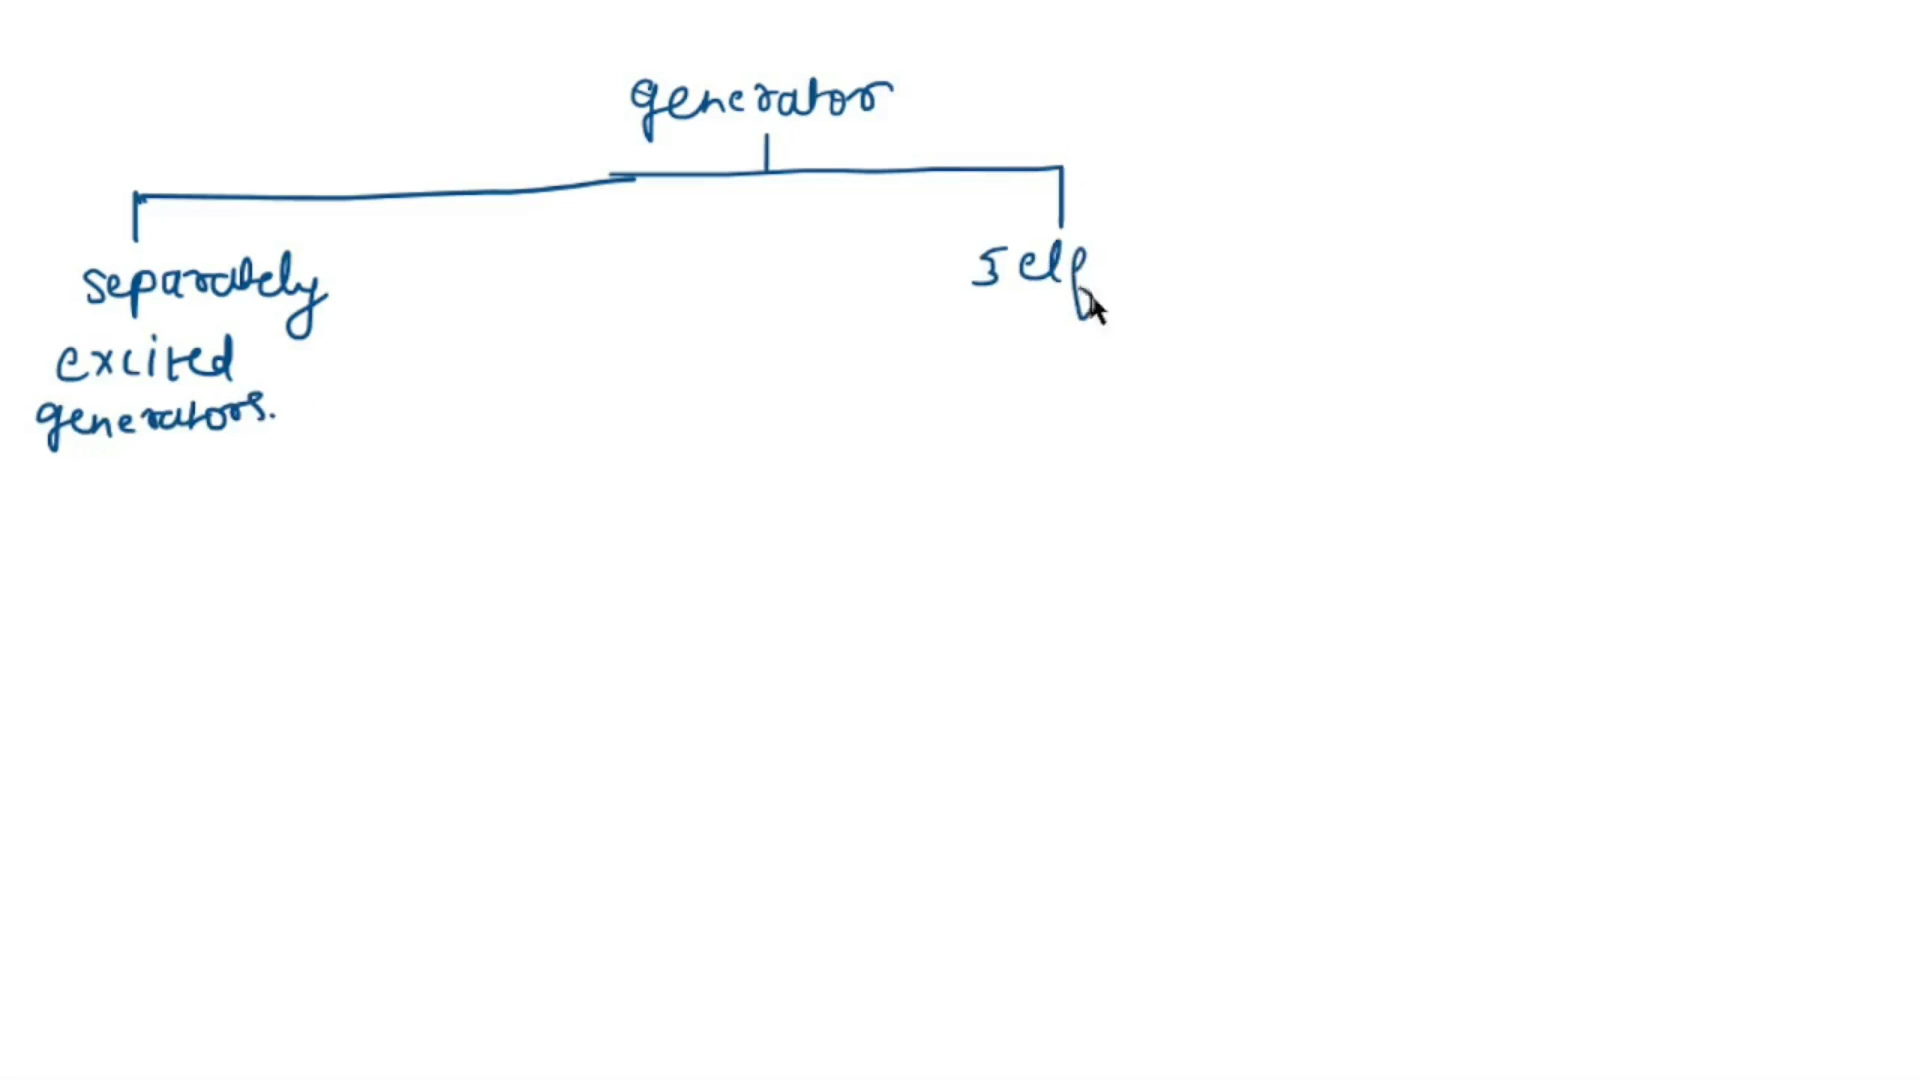 generator
separately
excited
generators.
self